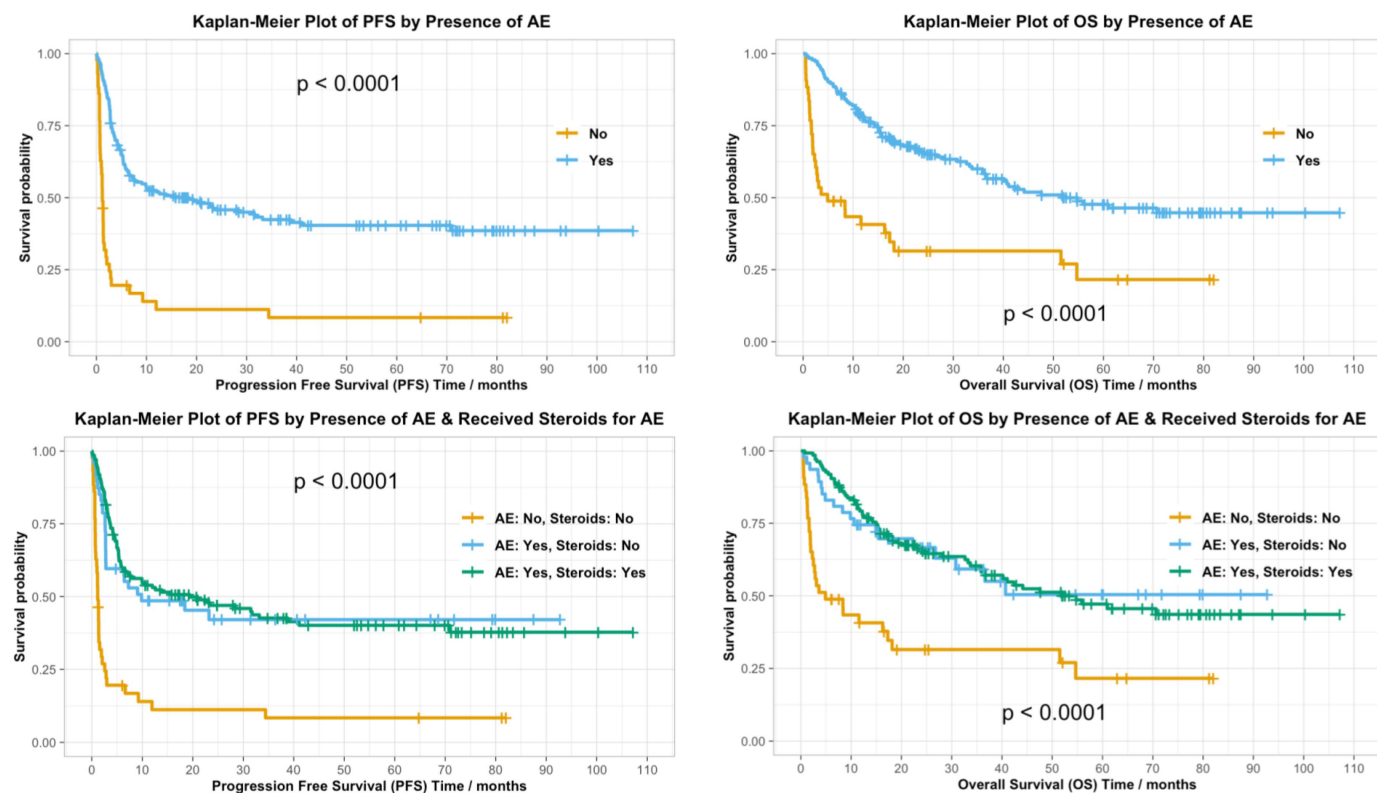 Kaplan-Meier Plot of PFS by Presence of AE
1.00
0.75
0.50
0.25
0.00
Survival probability
p < 0.0001
No
Yes
0 10 20 30 40 50 60 70 80 90 100 110
Progression Free Survival (PFS) Time / months
Kaplan-Meier Plot of OS by Presence of AE
1.00
0.75
0.50
0.25
0.00
Survival probability
No
Yes
p < 0.0001
0 10 20 30 40 50 60 70 80 90 100 110
Overall Survival (OS) Time / months
Kaplan-Meier Plot of PFS by Presence of AE & Received Steroids for AE
1.00
0.75
0.50
0.25
0.00
Survival probability
p < 0.0001
AE: No, Steroids: No
AE: Yes, Steroids: No
AE: Yes, Steroids: Yes
0 10 20 30 40 50 60 70 80 90 100 110
Progression Free Survival (PFS) Time / months
Kaplan-Meier Plot of OS by Presence of AE & Received Steroids for AE
1.00
0.75
0.50
0.25
0.00
Survival probability
AE: No, Steroids: No
AE: Yes, Steroids: No
AE: Yes, Steroids: Yes
p < 0.0001
0 10 20 30 40 50 60 70 80 90 100 110
Overall Survival (OS) Time / months